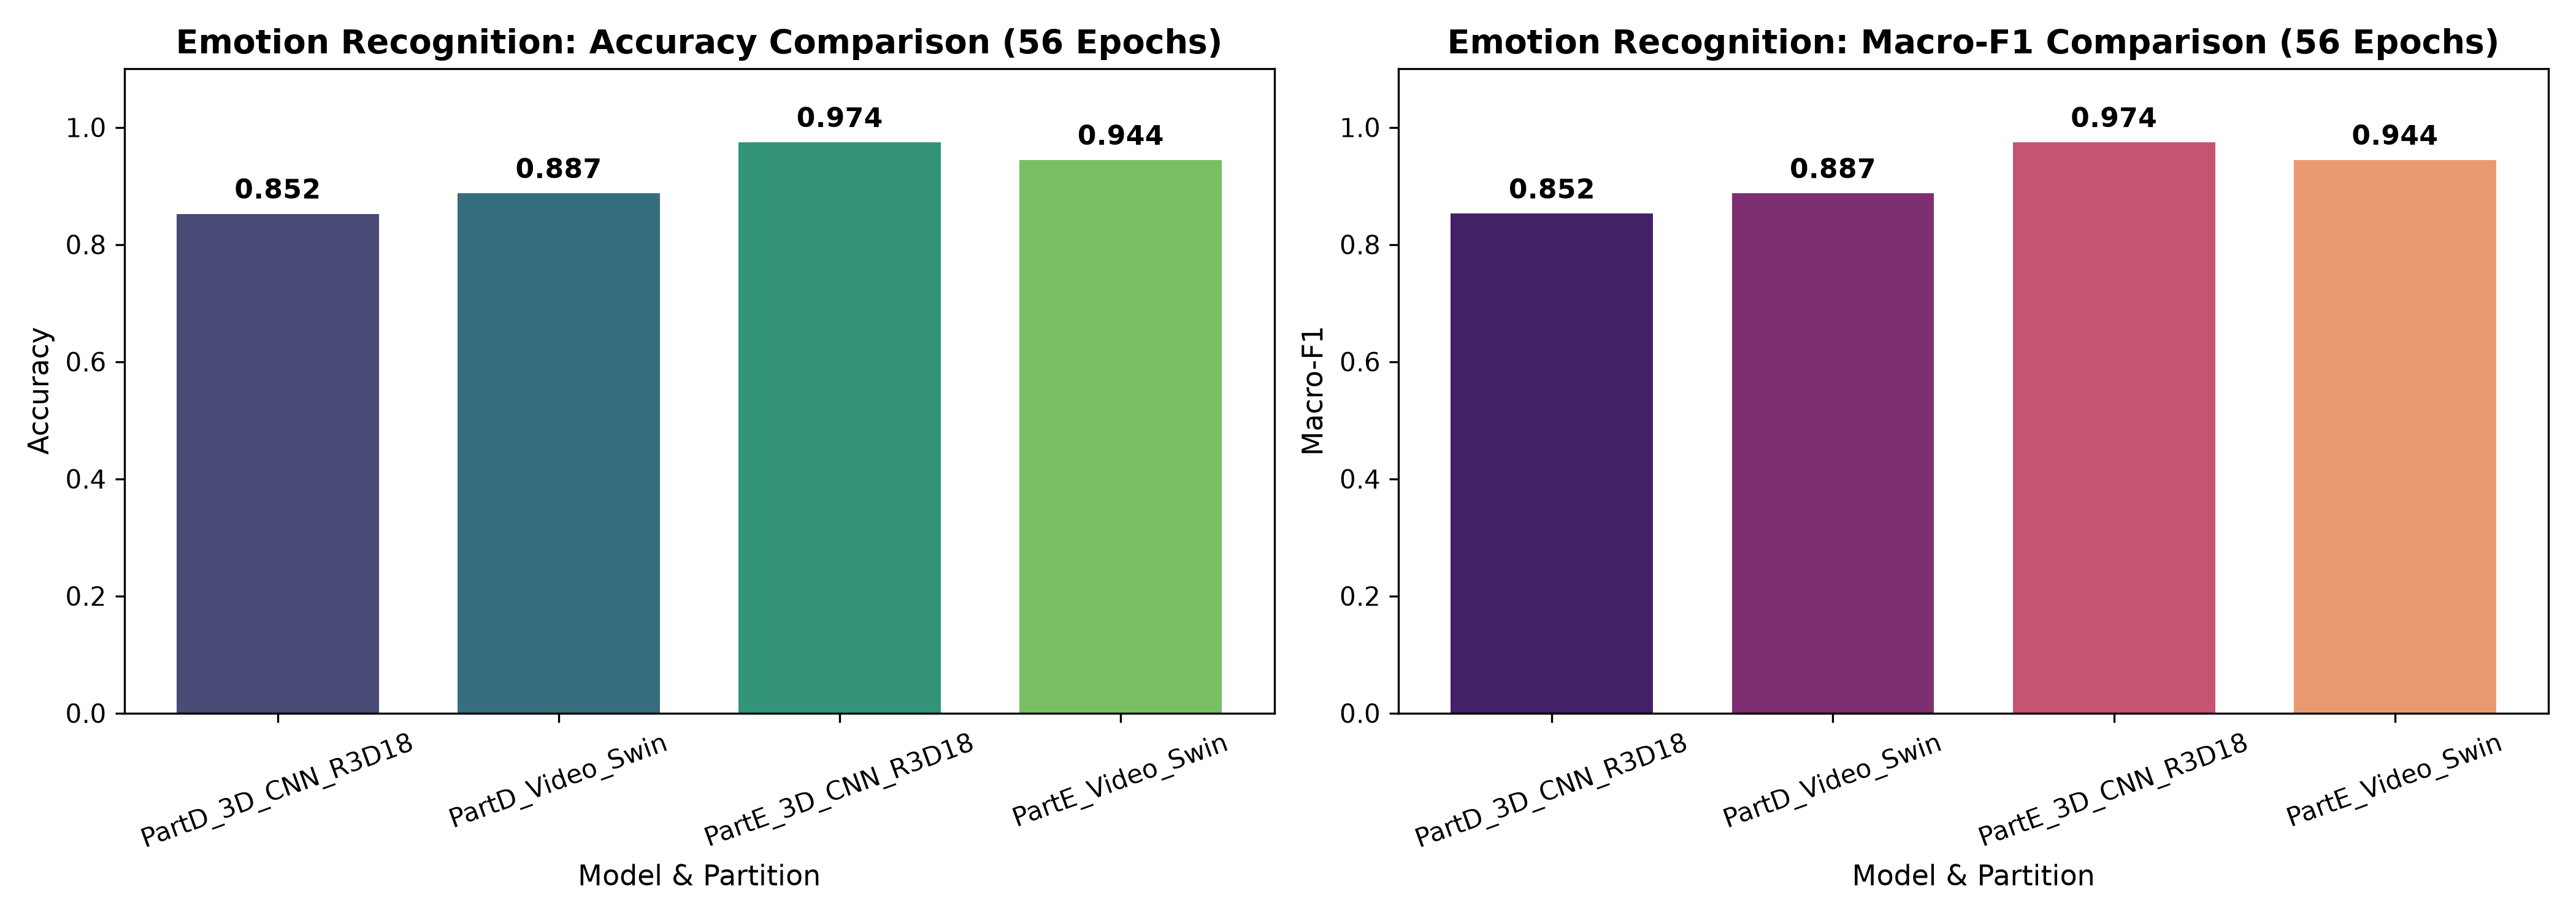 Emotion Recognition: Accuracy Comparison (56 Epochs)
Accuracy
1.0
0.8
0.6
0.4
0.2
0.0
0.852
0.887
0.974
0.944
PartD_3D_CNN_R3D18
PartD_Video_Swin
PartE_3D_CNN_R3D18
PartE_Video_Swin
Model & Partition
Emotion Recognition: Macro-F1 Comparison (56 Epochs)
Macro-F1
1.0
0.8
0.6
0.4
0.2
0.0
0.852
0.887
0.974
0.944
PartD_3D_CNN_R3D18
PartD_Video_Swin
PartE_3D_CNN_R3D18
PartE_Video_Swin
Model & Partition